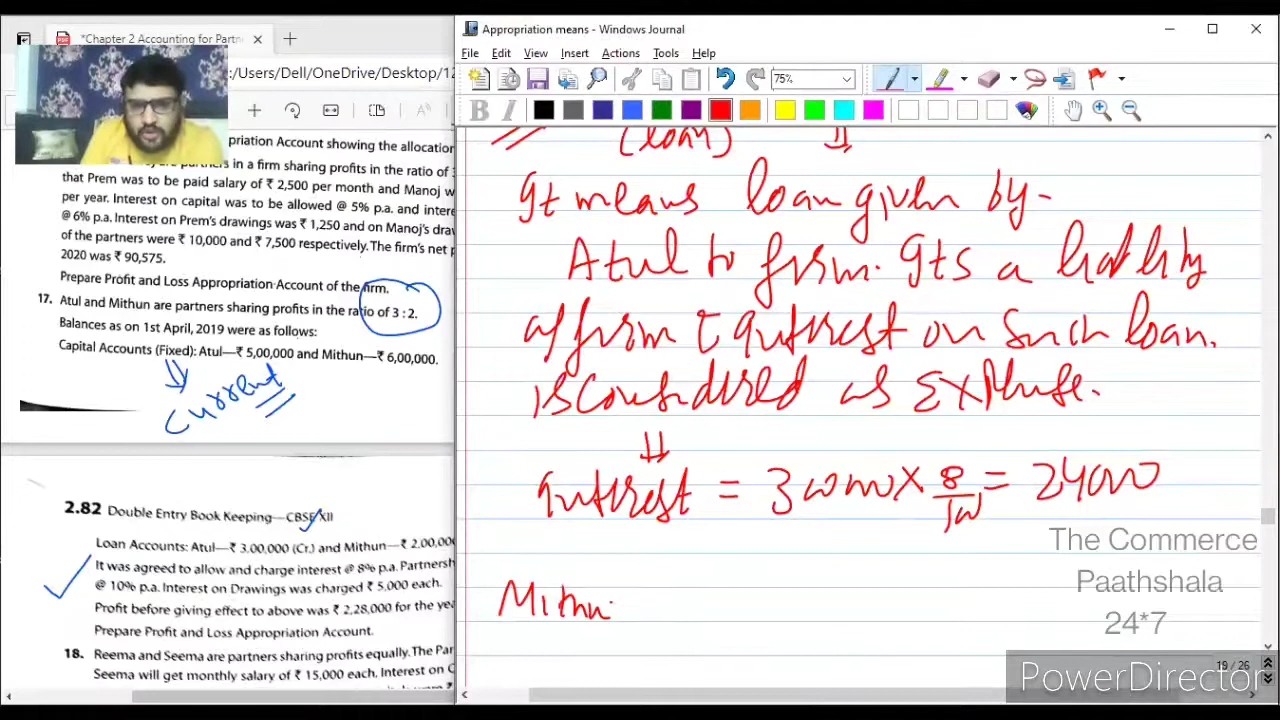 *Chapter 2 Accounting for Partn
:/Users/Dell/OneDrive/Desktop/12
priation Account showing the allocation
partners in a firm sharing profits in the ratio of 3
that Prem was to be paid salary of ₹ 2,500 per month and Manoj w
per year. Interest on capital was to be allowed @ 5% p.a. and intere
@ 6% p.a. Interest on Prem's drawings was ₹ 1,250 and on Manoj's draw
of the partners were ₹ 10,000 and ₹ 7,500 respectively. The firm's net p
2020 was ₹ 90,575.
Prepare Profit and Loss Appropriation Account of the firm.
17. Atul and Mithun are partners sharing profits in the ratio of 3 : 2.
Balances as on 1st April, 2019 were as follows:
Capital Accounts (Fixed): Atul—₹ 5,00,000 and Mithun—₹ 6,00,000.
Current
2.82 Double Entry Book Keeping—CBSE XII
Loan Accounts: Atul—₹ 3,00,000 (Cr.) and Mithun—₹ 2,00,000
It was agreed to allow and charge interest @ 8% p.a. Partnersh
@ 10% p.a. Interest on Drawings was charged ₹ 5,000 each.
Profit before giving effect to above was ₹ 2,28,000 for the yea
Prepare Profit and Loss Appropriation Account.
18. Reema and Seema are partners sharing profits equally. The Par
Seema will get monthly salary of ₹ 15,000 each. Interest on C
Appropriation means - Windows Journal
File Edit View Insert Actions Tools Help
75%
B I
(loan)
It means loan given by-
Atul to firm. Its a liability
of firm & interest on such loan.
is considered as Expense.
interest = 300000 × 8/100 = 24000
Mithun
The Commerce
Paathshala
24*7
19 / 26
PowerDirector